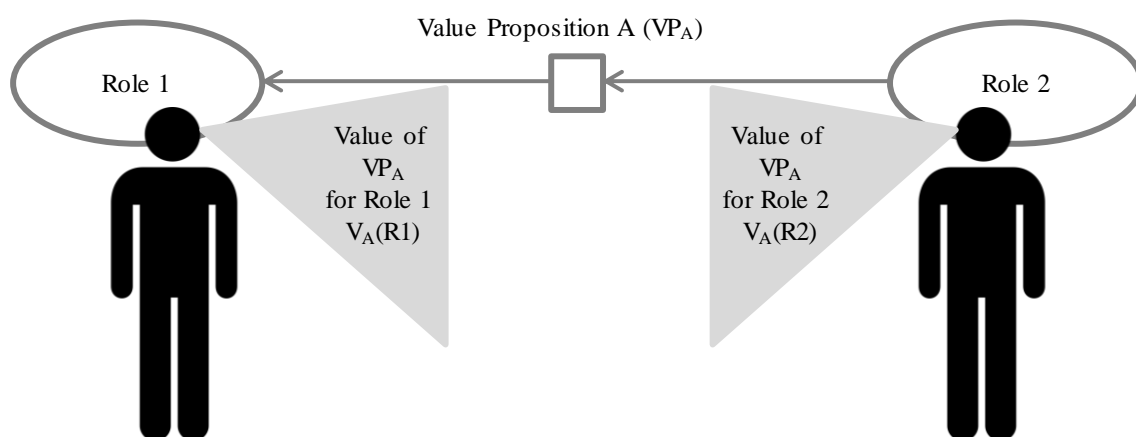 Value Proposition A (VPA)
Role 1
Role 2
Value of
VPA
for Role 1
VA(R1)
Value of
VPA
for Role 2
VA(R2)